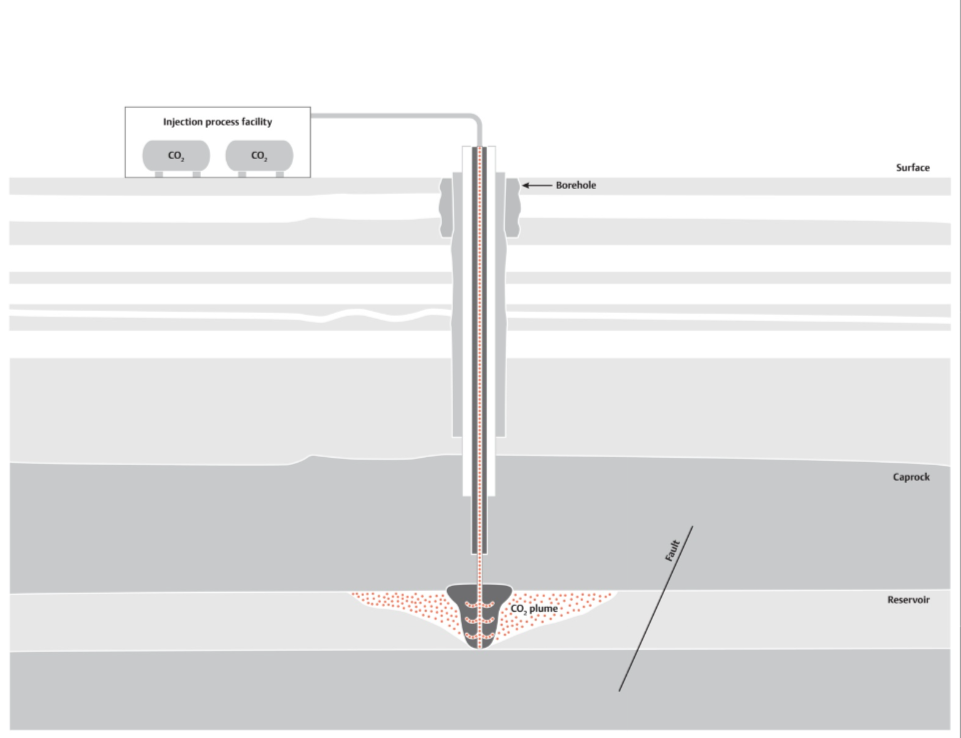 Injection process facility
CO₂ CO₂
Surface
Borehole
Caprock
Fault
Reservoir
CO₂ plume